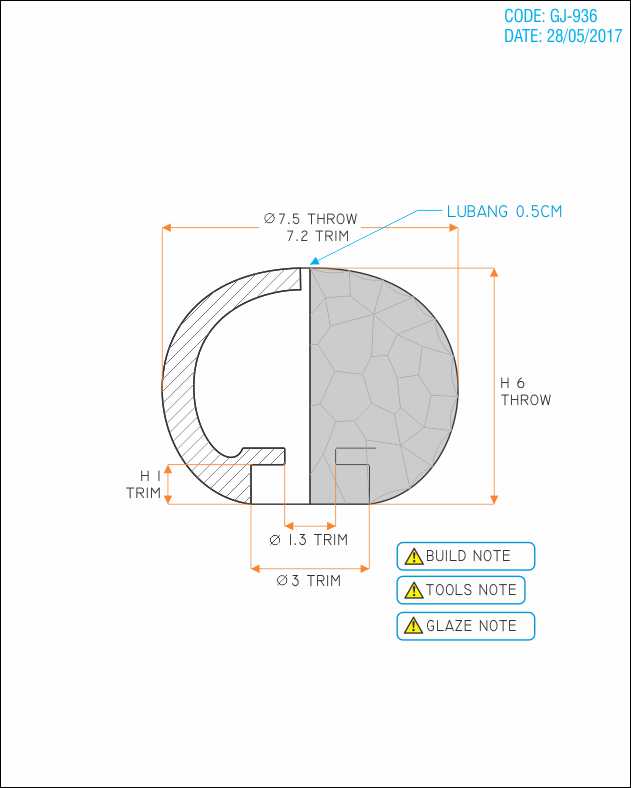 CODE: GJ-936
DATE: 28/05/2017
LUBANG 0.5CM
Ø7.5 THROW
7.2 TRIM
H 6
THROW
H 1
TRIM
Ø 1.3 TRIM
Ø3 TRIM
BUILD NOTE
TOOLS NOTE
GLAZE NOTE